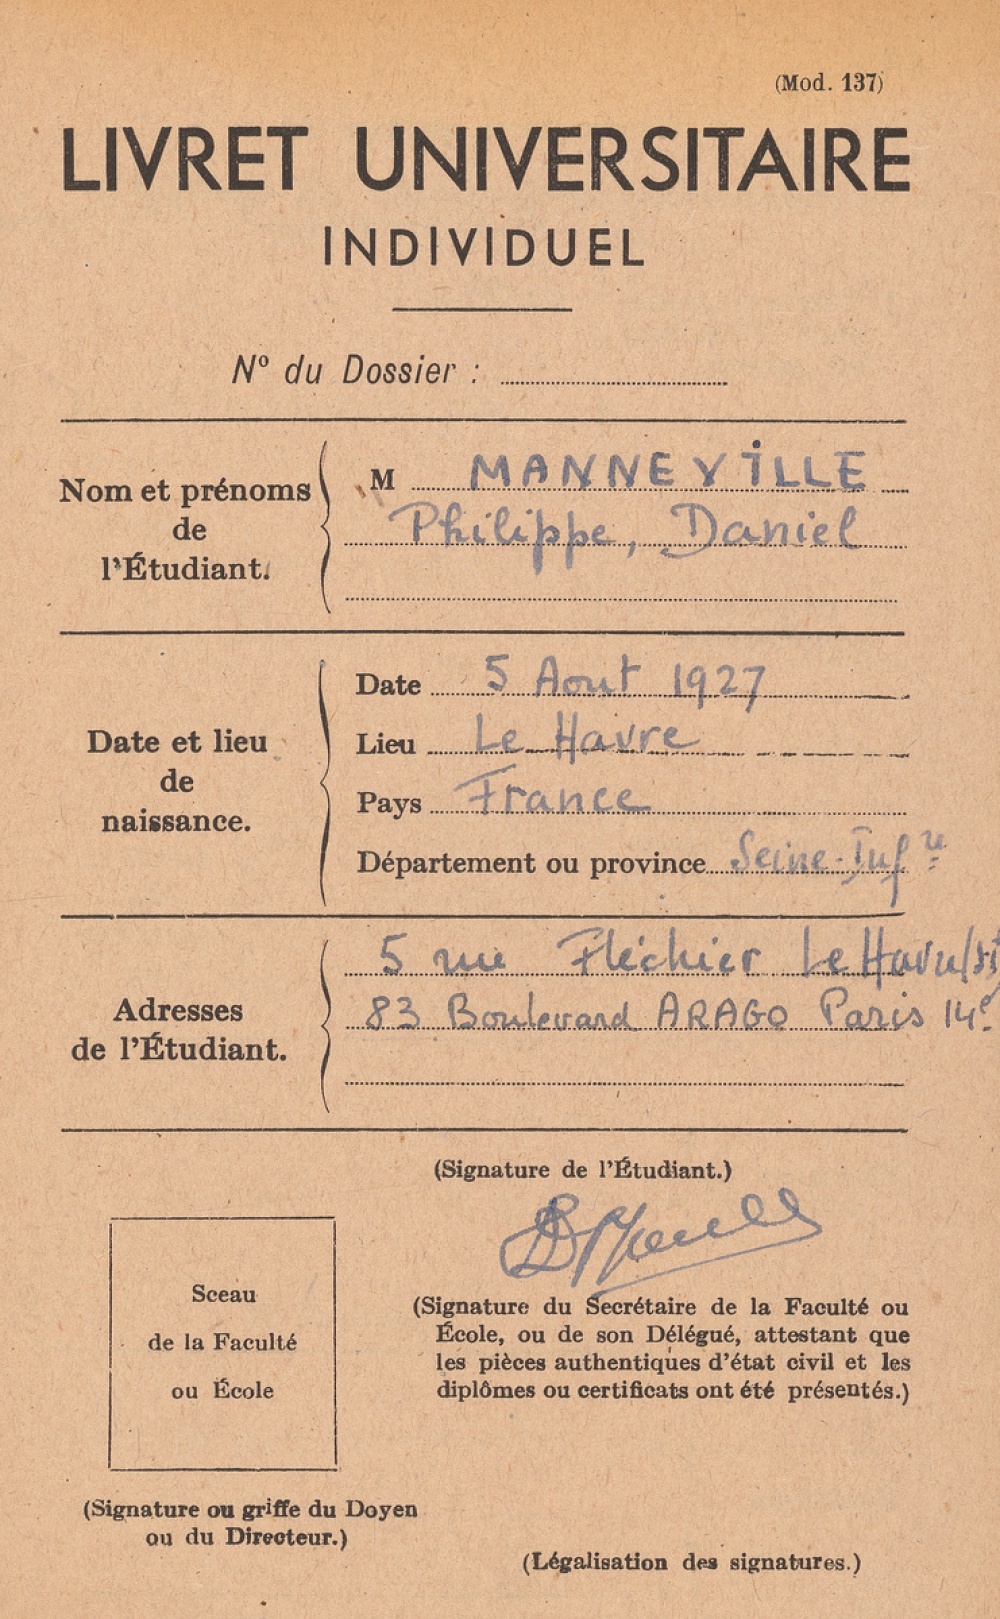 (Mod. 137)
LIVRET UNIVERSITAIRE
INDIVIDUEL
Nº du Dossier :
Nom et prénoms
de
l'Étudiant.
M MANNEVILLE
Philippe, Daniel
Date et lieu
de
naissance.
Date 5 Aout 1927
Lieu Le Havre
Pays France
Département ou province Seine-Infre
Adresses
de l'Étudiant.
5 rue Fléchier Le Havre
83 Boulevard ARAGO Paris 14e
(Signature de l'Étudiant.)
Sceau
de la Faculté
ou École
(Signature du Secrétaire de la Faculté ou
École, ou de son Délégué, attestant que
les pièces authentiques d'état civil et les
diplômes ou certificats ont été présentés.)
(Signature ou griffe du Doyen
ou du Directeur.)
(Légalisation des signatures.)